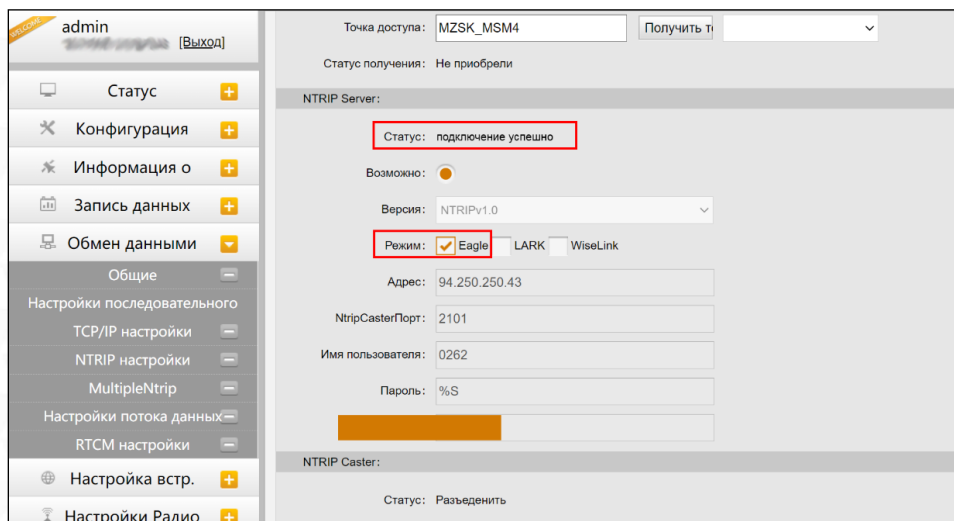 WELCOME
admin
[Выход]
Статус
Конфигурация
Информация о
Запись данных
Обмен данными
Общие
Настройки последовательного
TCP/IP настройки
NTRIP настройки
MultipleNtrip
Настройки потока данных
RTCM настройки
Настройка встр.
Настройки Радио
Точка доступа: MZSK_MSM4 Получить т
Статус получения: Не приобрели
NTRIP Server:
Статус: подключение успешно
Возможно:
Версия: NTRIPv1.0
Режим: Eagle LARK WiseLink
Адрес: 94.250.250.43
NtripCasterПорт: 2101
Имя пользователя: 0262
Пароль: %S
NTRIP Caster:
Статус: Разъеденить